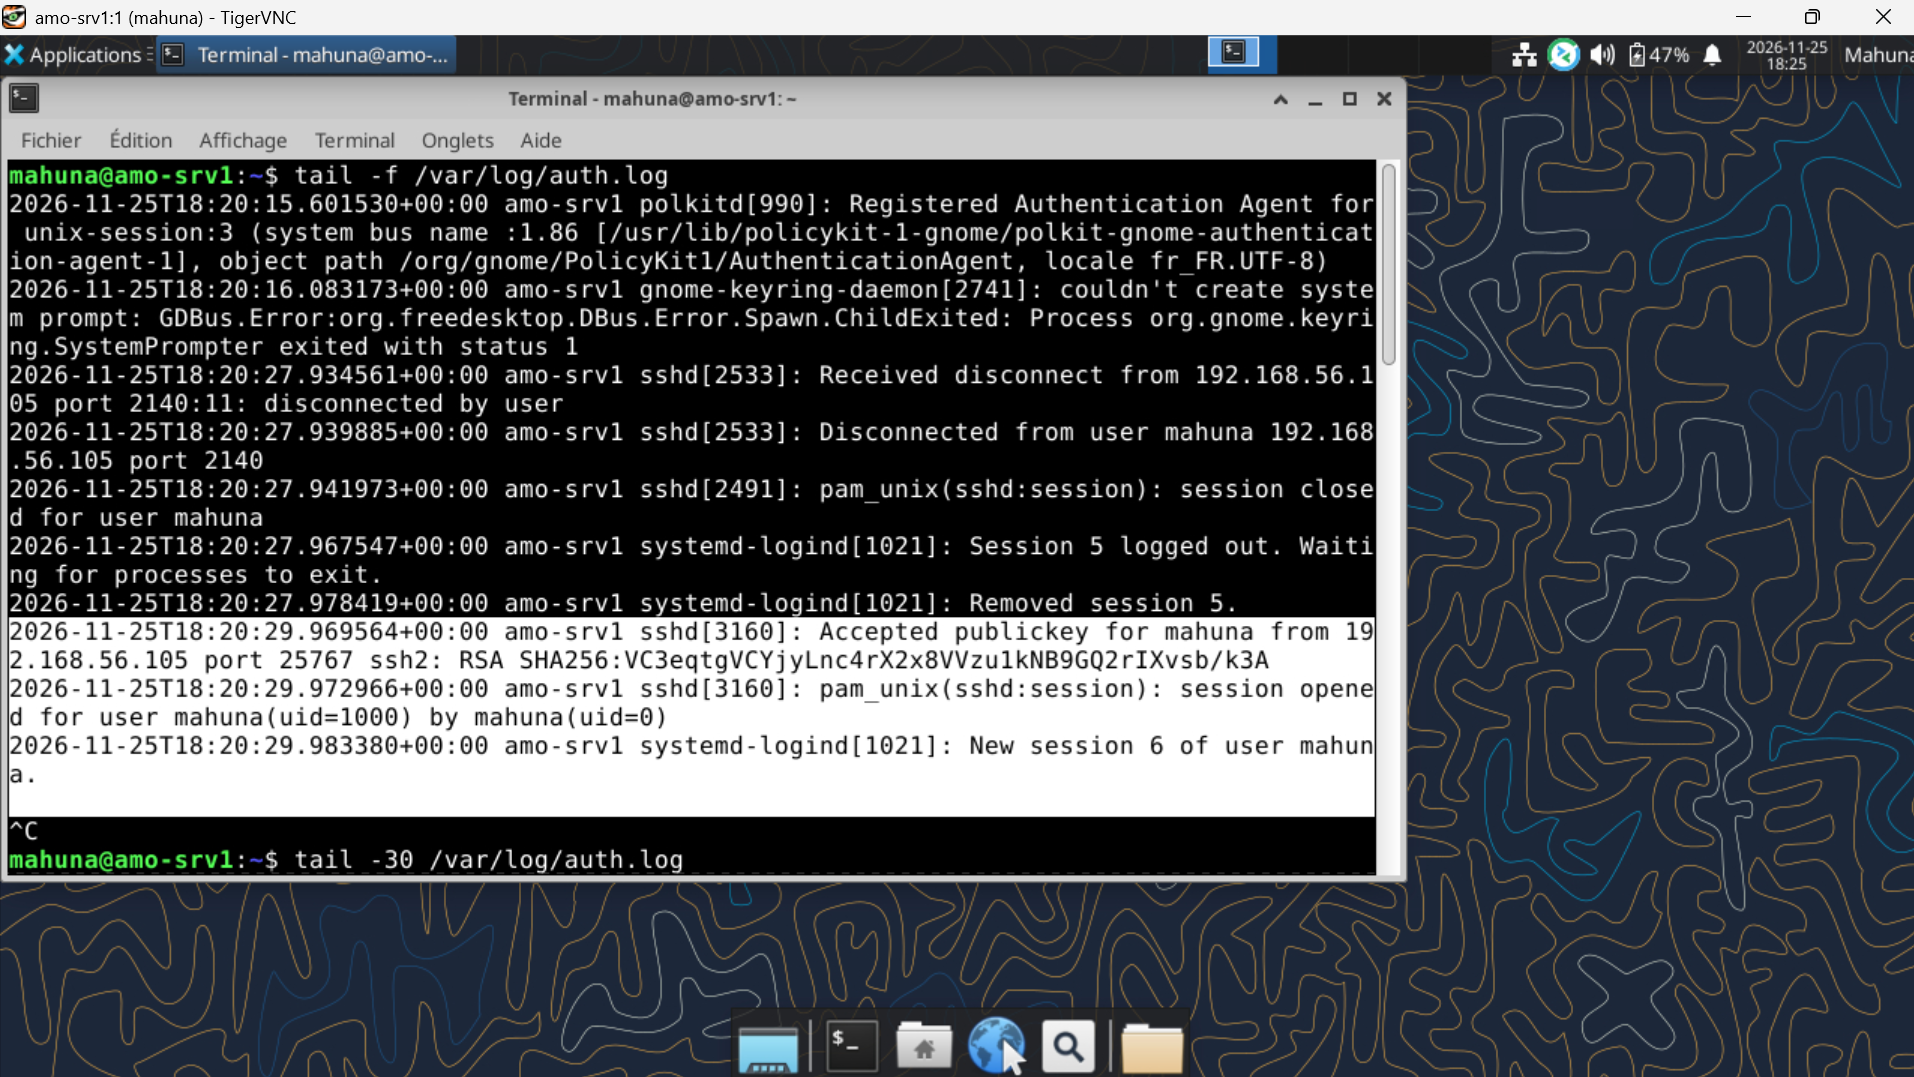 amo-srv1:1 (mahuna) - TigerVNC
Applications
Terminal - mahuna@amo-...
47%
2026-11-25
18:25
Mahuna
Terminal - mahuna@amo-srv1: ~
Fichier Édition Affichage Terminal Onglets Aide
mahuna@amo-srv1:~$ tail -f /var/log/auth.log
2026-11-25T18:20:15.601530+00:00 amo-srv1 polkitd[990]: Registered Authentication Agent for
unix-session:3 (system bus name :1.86 [/usr/lib/policykit-1-gnome/polkit-gnome-authenticat
ion-agent-1], object path /org/gnome/PolicyKit1/AuthenticationAgent, locale fr_FR.UTF-8)
2026-11-25T18:20:16.083173+00:00 amo-srv1 gnome-keyring-daemon[2741]: couldn't create syste
m prompt: GDBus.Error:org.freedesktop.DBus.Error.Spawn.ChildExited: Process org.gnome.keyri
ng.SystemPrompter exited with status 1
2026-11-25T18:20:27.934561+00:00 amo-srv1 sshd[2533]: Received disconnect from 192.168.56.1
05 port 2140:11: disconnected by user
2026-11-25T18:20:27.939885+00:00 amo-srv1 sshd[2533]: Disconnected from user mahuna 192.168
.56.105 port 2140
2026-11-25T18:20:27.941973+00:00 amo-srv1 sshd[2491]: pam_unix(sshd:session): session close
d for user mahuna
2026-11-25T18:20:27.967547+00:00 amo-srv1 systemd-logind[1021]: Session 5 logged out. Waiti
ng for processes to exit.
2026-11-25T18:20:27.978419+00:00 amo-srv1 systemd-logind[1021]: Removed session 5.
2026-11-25T18:20:29.969564+00:00 amo-srv1 sshd[3160]: Accepted publickey for mahuna from 19
2.168.56.105 port 25767 ssh2: RSA SHA256:VC3eqtgVCYjyLnc4rX2x8VVzu1kNB9GQ2rIXvsb/k3A
2026-11-25T18:20:29.972966+00:00 amo-srv1 sshd[3160]: pam_unix(sshd:session): session opene
d for user mahuna(uid=1000) by mahuna(uid=0)
2026-11-25T18:20:29.983380+00:00 amo-srv1 systemd-logind[1021]: New session 6 of user mahun
a.
^C
mahuna@amo-srv1:~$ tail -30 /var/log/auth.log